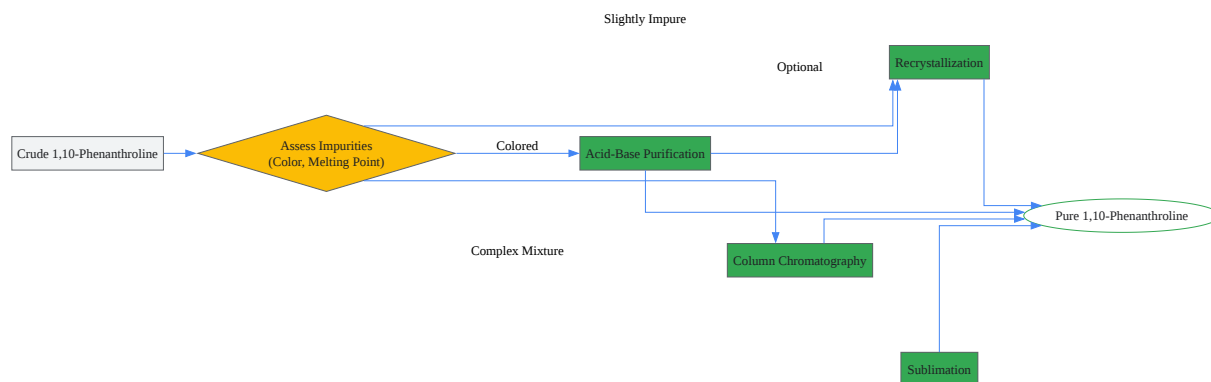 Slightly Impure
Optional
Recrystallization
Crude 1,10-Phenanthroline
Assess Impurities
(Color, Melting Point)
Colored
Acid-Base Purification
Pure 1,10-Phenanthroline
Complex Mixture
Column Chromatography
Sublimation